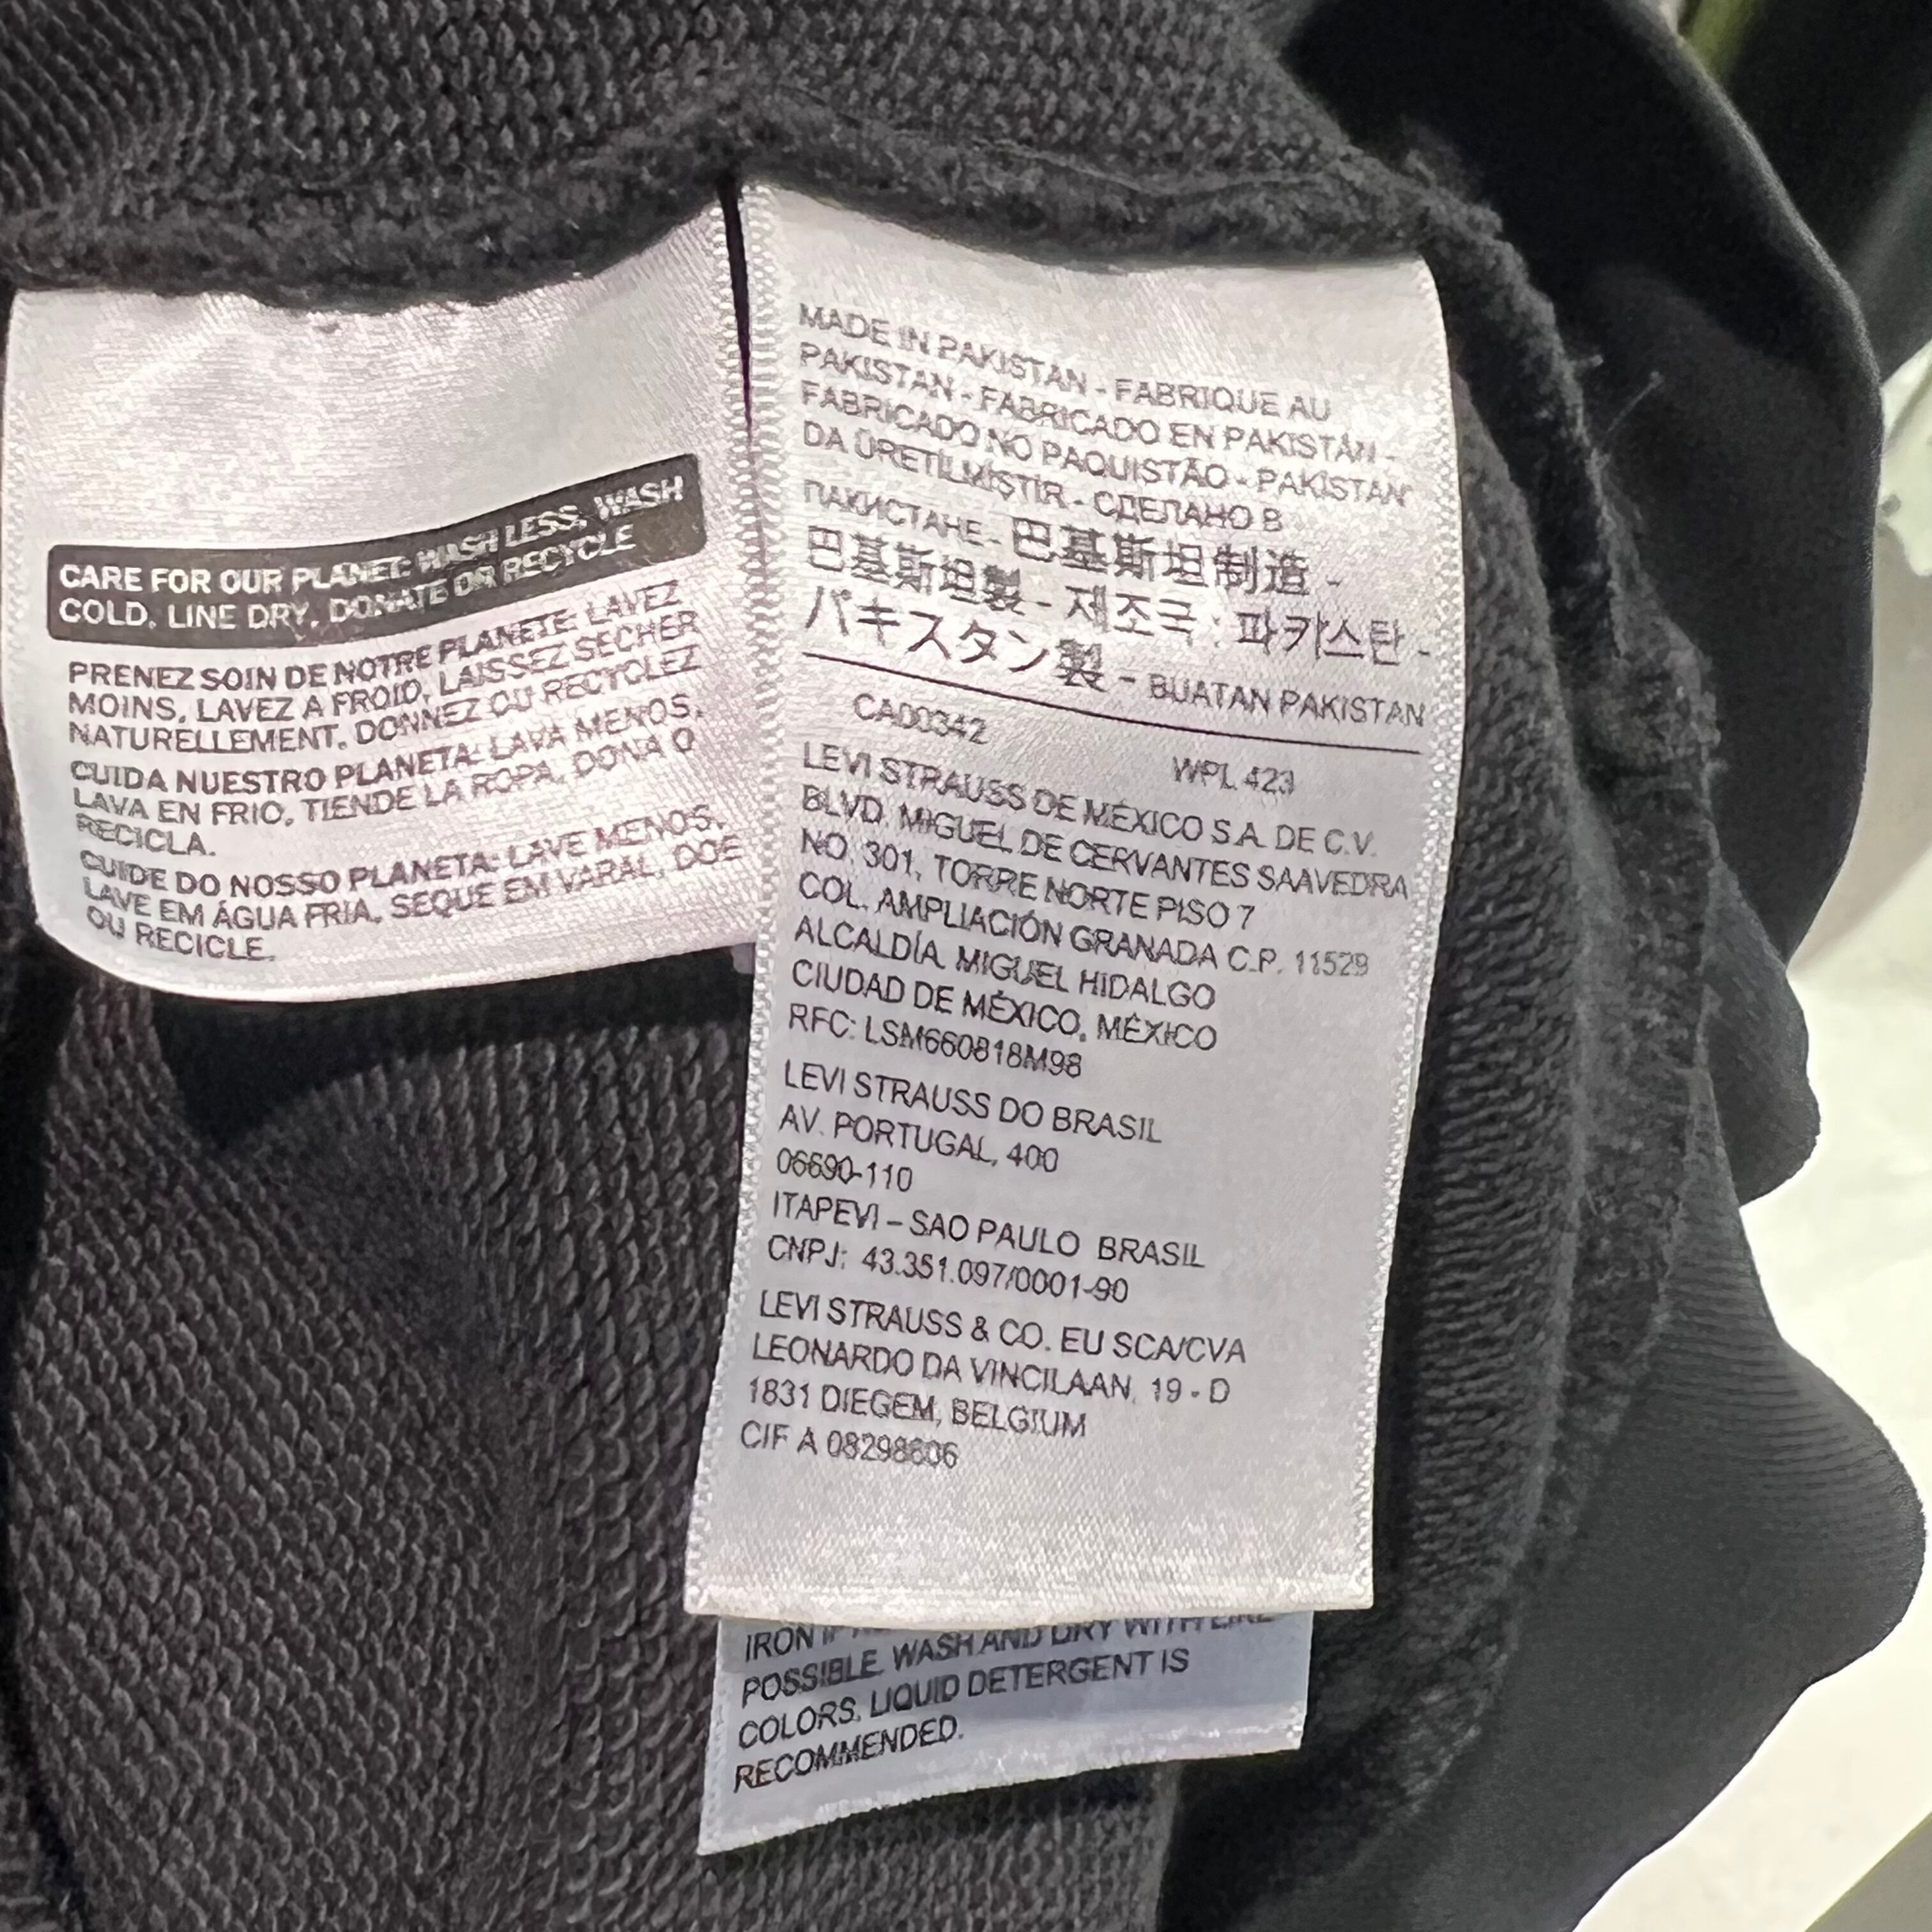 CARE FOR OUR PLANET: WASH LESS, WASH
COLD, LINE DRY, DONATE OR RECYCLE
PRENEZ SOIN DE NOTRE PLANETE: LAVEZ
MOINS, LAVEZ A FROID, LAISSEZ SECHER
NATURELLEMENT, DONNEZ OU RECYCLEZ
CUIDA NUESTRO PLANETA: LAVA MENOS,
LAVA EN FRIO, TIENDE LA ROPA, DONA O
RECICLA.
CUIDE DO NOSSO PLANETA: LAVE MENOS,
LAVE EM ÁGUA FRIA, SEQUE EM VARAL, DOE
OU RECICLE.
MADE IN PAKISTAN - FABRIQUE AU
PAKISTAN - FABRICADO EN PAKISTÁN -
FABRICADO NO PAQUISTÃO - PAKISTAN'
DA ÜRETİLMİŞTİR - СДЕЛАНО В
ПАКИСТАНЕ - 巴基斯坦制造 -
巴基斯坦製 - 제조국 : 파키스탄 -
パキスタン製 - BUATAN PAKISTAN
CA00342 WPL 423
LEVI STRAUSS DE MÉXICO S.A. DE C.V.
BLVD. MIGUEL DE CERVANTES SAAVEDRA
NO. 301, TORRE NORTE PISO 7
COL. AMPLIACIÓN GRANADA C.P. 11529
ALCALDÍA MIGUEL HIDALGO
CIUDAD DE MÉXICO, MÉXICO
RFC: LSM660818M98
LEVI STRAUSS DO BRASIL
AV. PORTUGAL, 400
06690-110
ITAPEVI – SAO PAULO BRASIL
CNPJ: 43.351.097/0001-90
LEVI STRAUSS & CO. EU SCA/CVA
LEONARDO DA VINCILAAN, 19 - D
1831 DIEGEM, BELGIUM
CIF A 08298606
IRON WASH AND DRY WITH LIKE
POSSIBLE.
COLORS. LIQUID DETERGENT IS
RECOMMENDED.